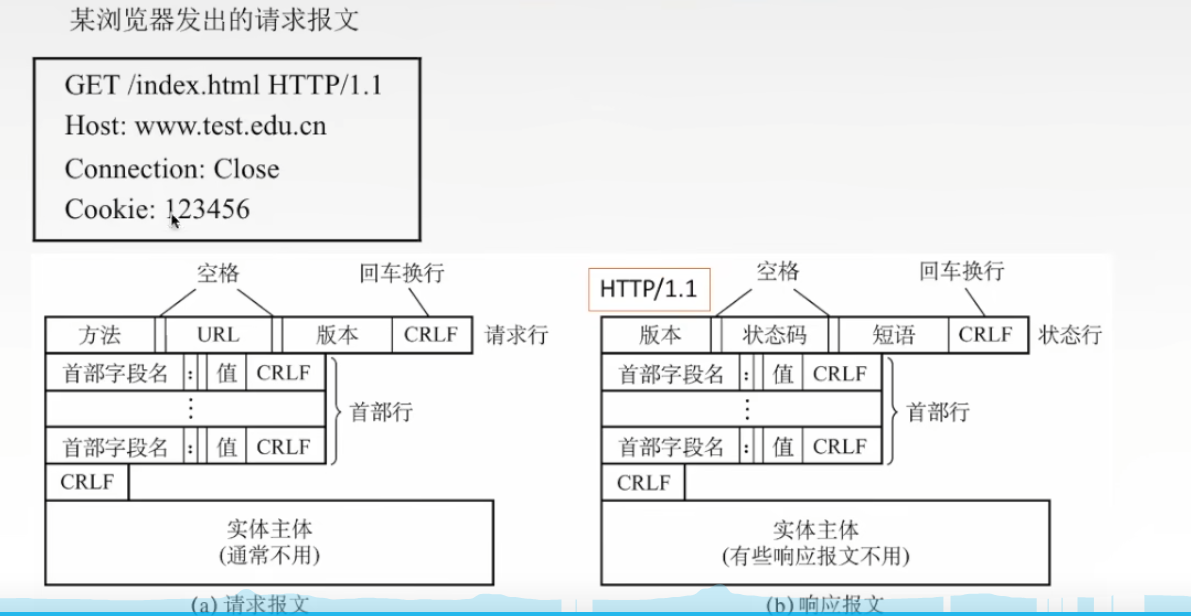 某浏览器发出的请求报文
GET /index.html HTTP/1.1
Host: www.test.edu.cn
Connection: Close
Cookie: 123456
空格 回车换行
方法 URL 版本 CRLF 请求行
首部字段名 : 值 CRLF
⋮ 首部行
首部字段名 : 值 CRLF
CRLF
实体主体
(通常不用)
(a) 请求报文
HTTP/1.1 空格 回车换行
版本 状态码 短语 CRLF 状态行
首部字段名 : 值 CRLF
⋮ 首部行
首部字段名 : 值 CRLF
CRLF
实体主体
(有些响应报文不用)
(b) 响应报文